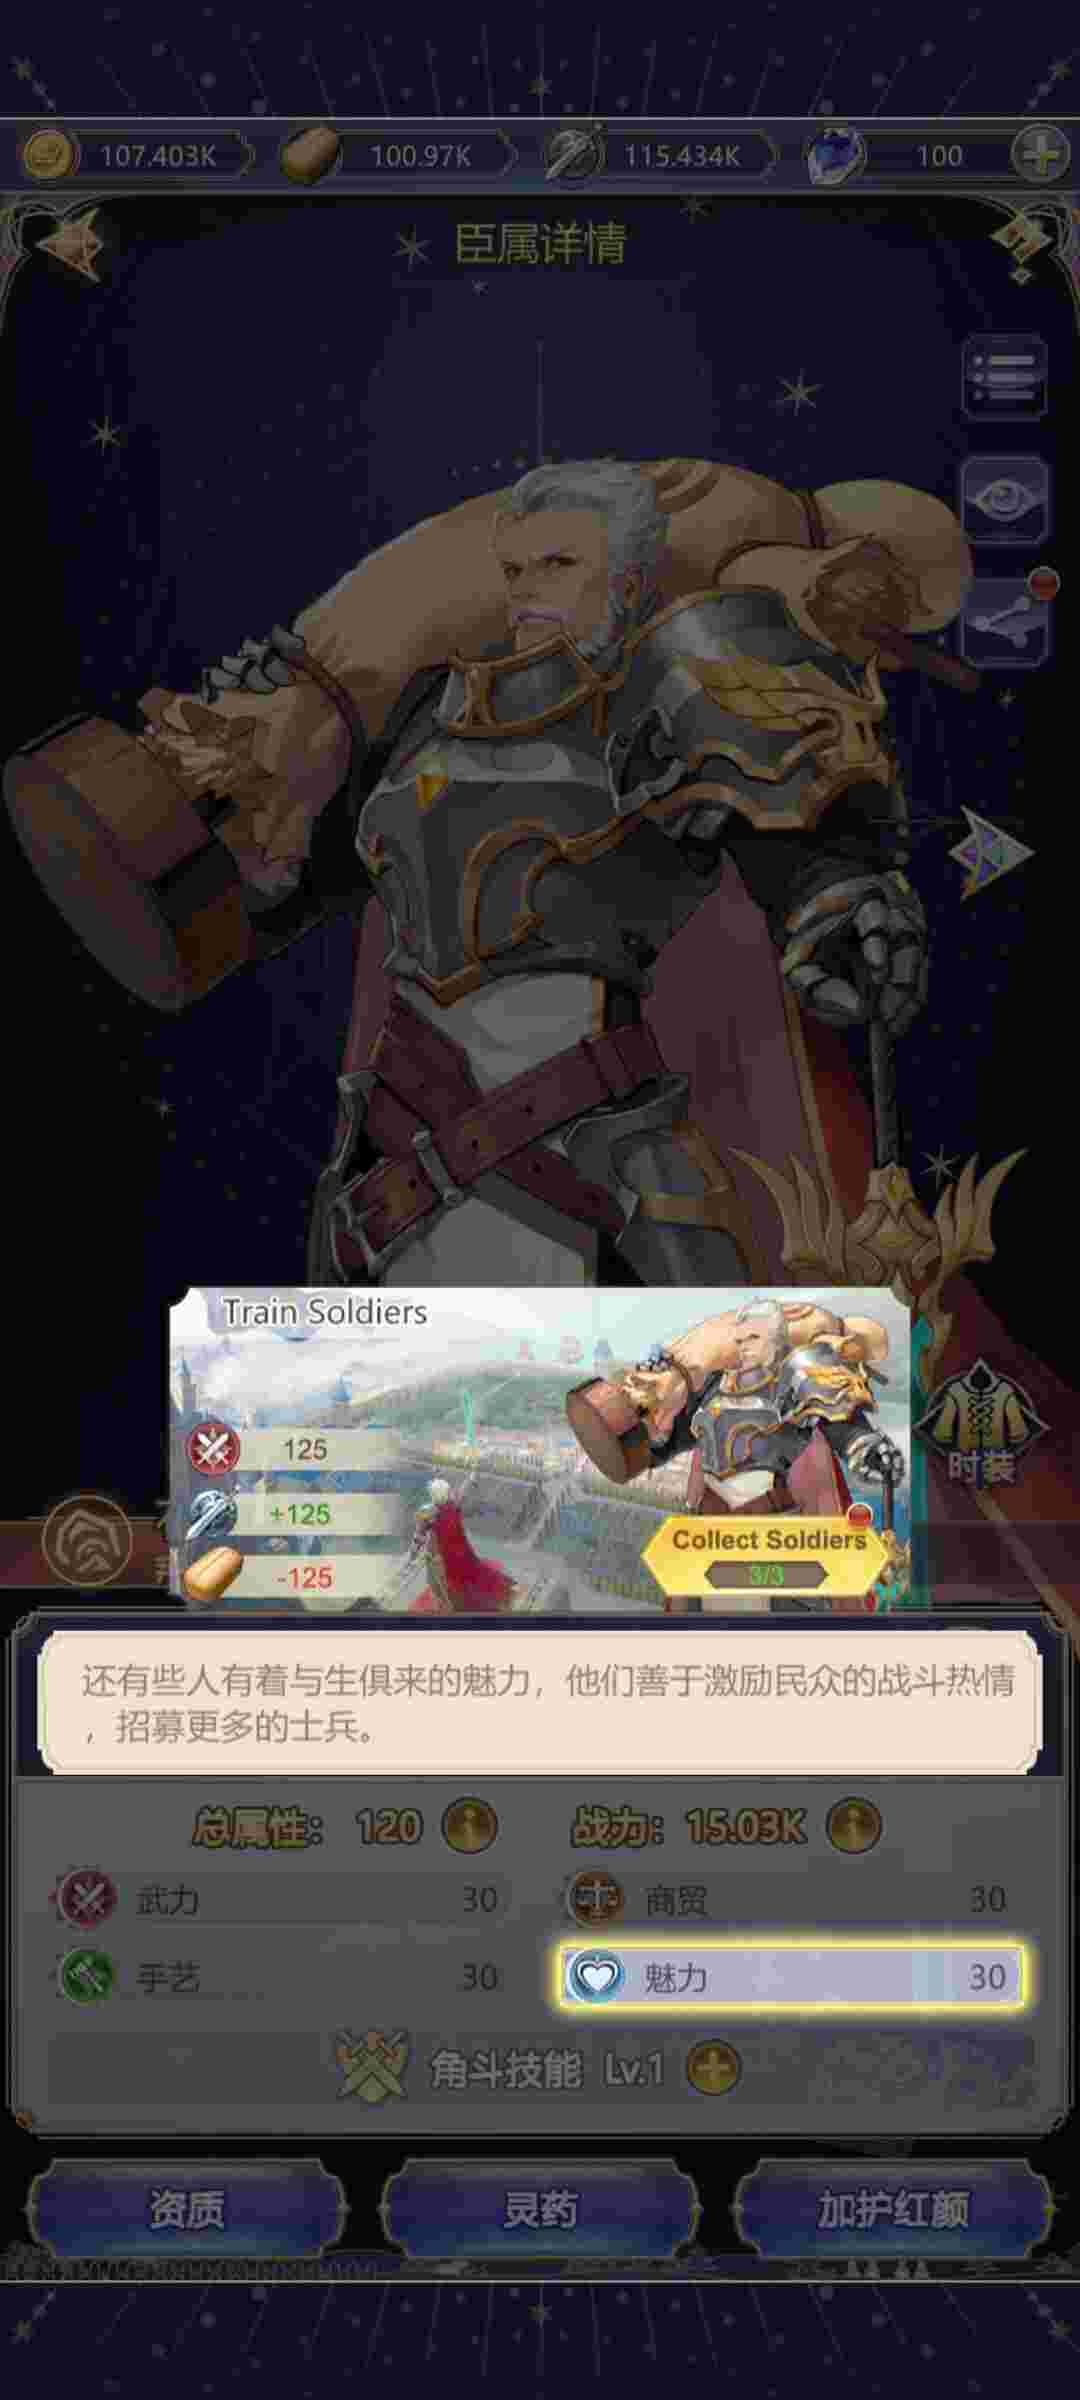 107.403K 100.97K 115.434K 100
臣属详情
Train Soldiers
125
时装
+125
Collect Soldiers
3/3
-125
还有些人有着与生俱来的魅力，他们善于激励民众的战斗热情
，招募更多的士兵。
总属性： 120 战力： 15.03K
武力 30 商贸 30
手艺 30 魅力 30
角斗技能 Lv.1
资质 灵药 加护红颜